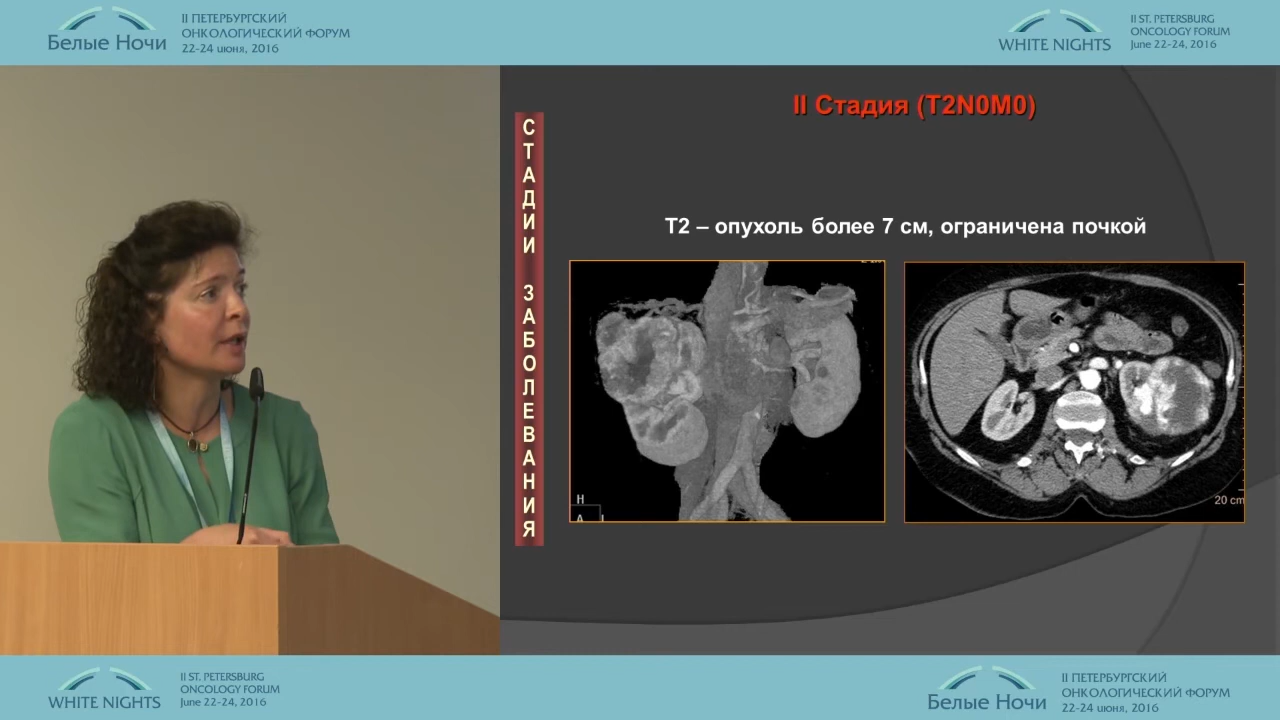 Белые Ночи
II ПЕТЕРБУРГСКИЙ
ОНКОЛОГИЧЕСКИЙ ФОРУМ
22-24 июня, 2016
WHITE NIGHTS
II ST. PETERSBURG
ONCOLOGY FORUM
June 22-24, 2016
II Стадия (T2N0M0)
СТАДИИ ЗАБОЛЕВАНИЯ
T2 – опухоль более 7 см, ограничена почкой
H
A
L
20 cm
WHITE NIGHTS
II ST. PETERSBURG
ONCOLOGY FORUM
June 22-24, 2016
Белые Ночи
II ПЕТЕРБУРГСКИЙ
ОНКОЛОГИЧЕСКИЙ ФОРУМ
22-24 июня, 2016